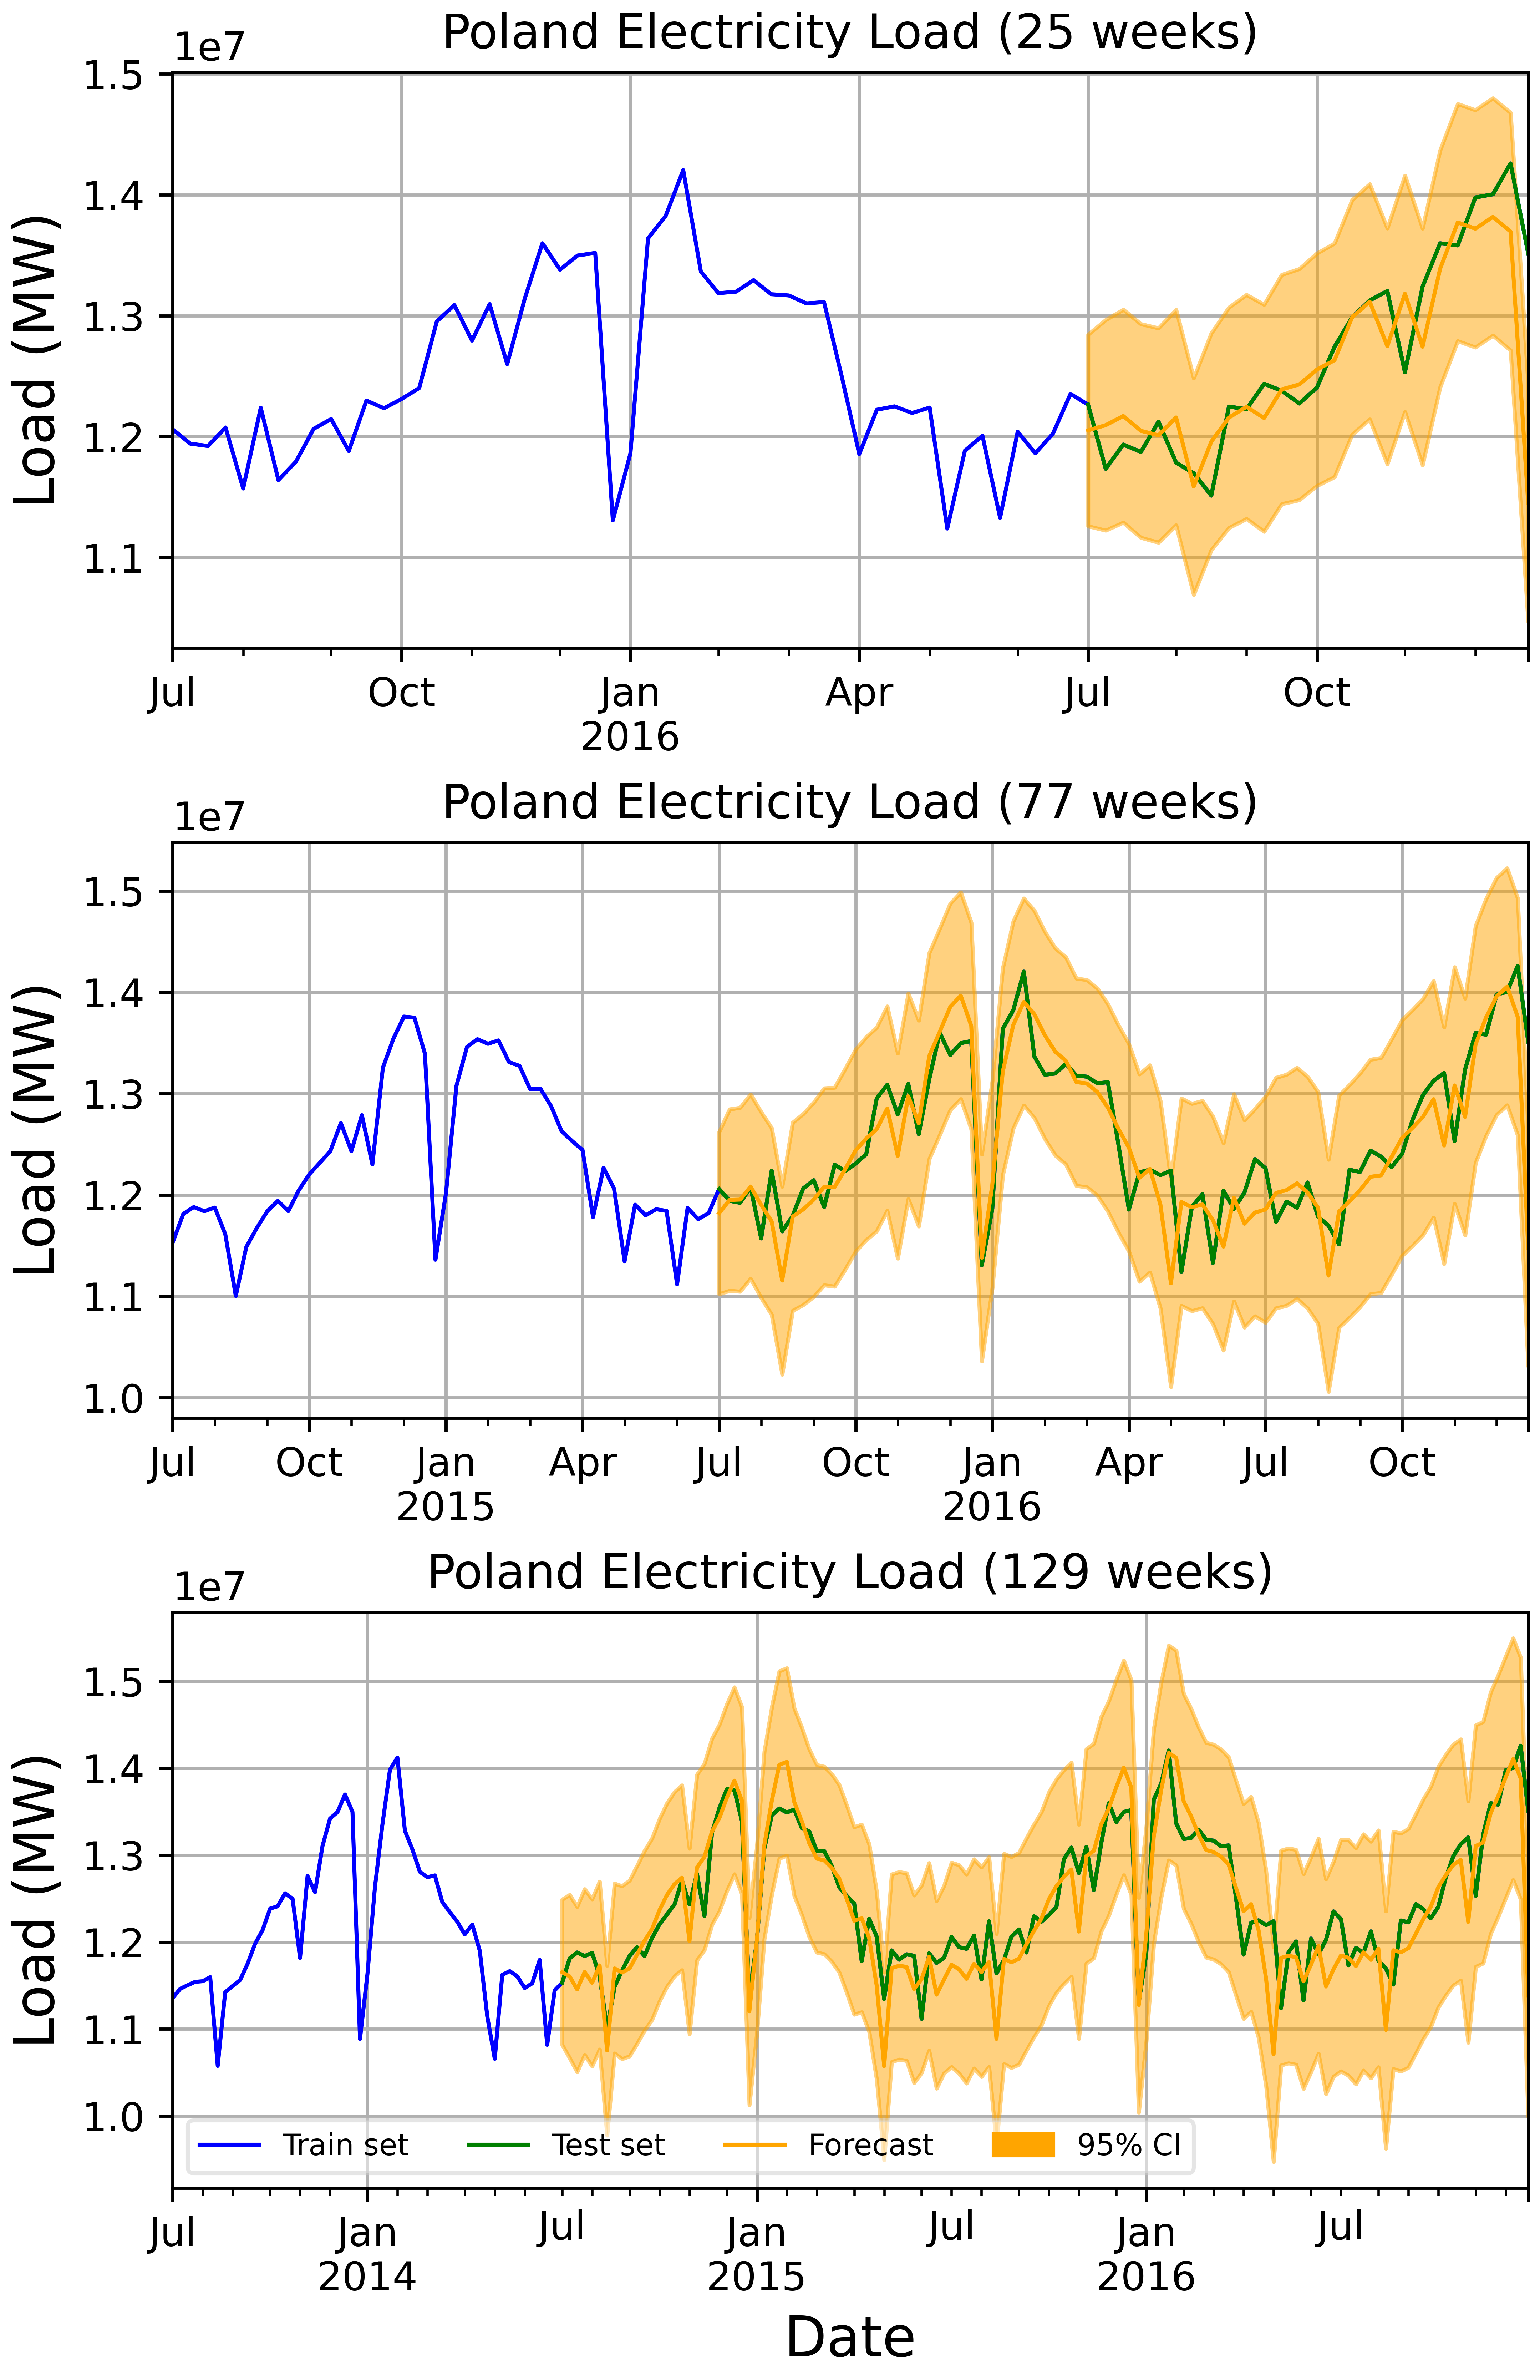 Poland Electricity Load (25 weeks)
1e7
1.5
1.4
1.3
1.2
1.1
Load (MW)
Jul Oct Jan Apr Jul Oct
2016
Poland Electricity Load (77 weeks)
1e7
1.5
1.4
1.3
1.2
1.1
1.0
Load (MW)
Jul Oct Jan Apr Jul Oct Jan Apr Jul Oct
2015 2016
Poland Electricity Load (129 weeks)
1e7
1.5
1.4
1.3
1.2
1.1
1.0
Load (MW)
Train set Test set Forecast 95% CI
Jul Jan Jul Jan Jul Jan Jul
2014 2015 2016
Date